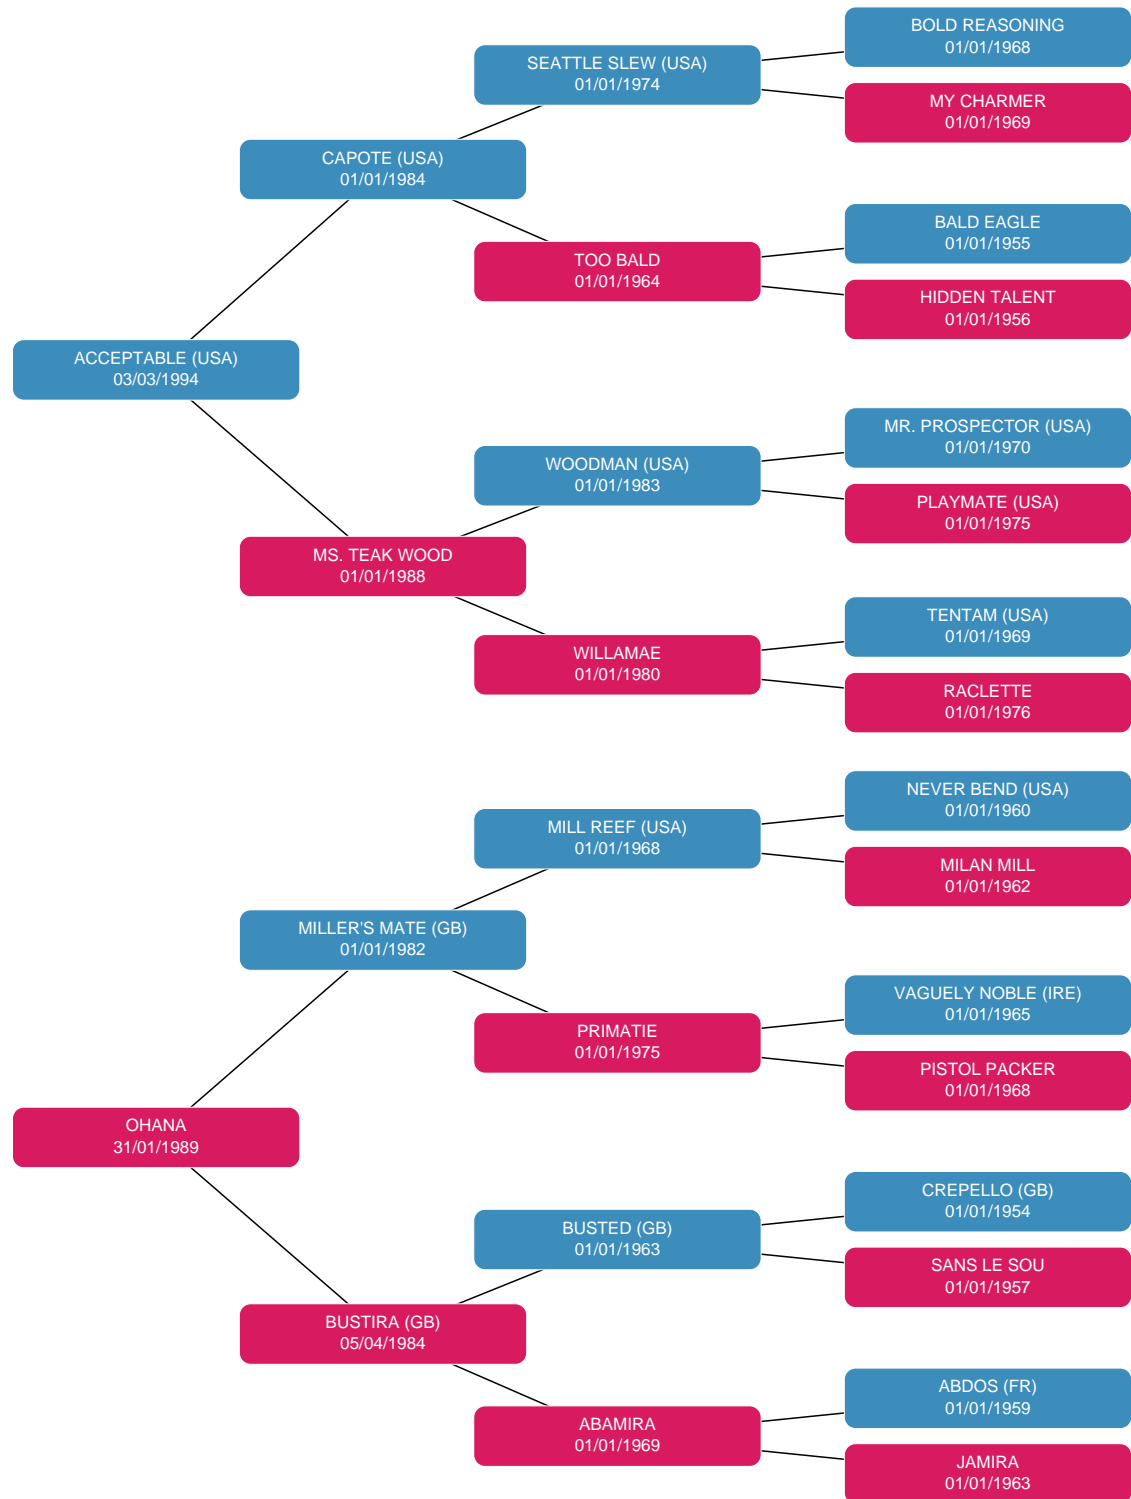 BOLD REASONING
01/01/1968
SEATTLE SLEW (USA)
01/01/1974
MY CHARMER
01/01/1969
CAPOTE (USA)
01/01/1984
BALD EAGLE
01/01/1955
TOO BALD
01/01/1964
HIDDEN TALENT
01/01/1956
ACCEPTABLE (USA)
03/03/1994
MR. PROSPECTOR (USA)
01/01/1970
WOODMAN (USA)
01/01/1983
PLAYMATE (USA)
01/01/1975
MS. TEAK WOOD
01/01/1988
TENTAM (USA)
01/01/1969
WILLAMAE
01/01/1980
RACLETTE
01/01/1976
NEVER BEND (USA)
01/01/1960
MILL REEF (USA)
01/01/1968
MILAN MILL
01/01/1962
MILLER'S MATE (GB)
01/01/1982
VAGUELY NOBLE (IRE)
01/01/1965
PRIMATIE
01/01/1975
PISTOL PACKER
01/01/1968
OHANA
31/01/1989
CREPELLO (GB)
01/01/1954
BUSTED (GB)
01/01/1963
SANS LE SOU
01/01/1957
BUSTIRA (GB)
05/04/1984
ABDOS (FR)
01/01/1959
ABAMIRA
01/01/1969
JAMIRA
01/01/1963